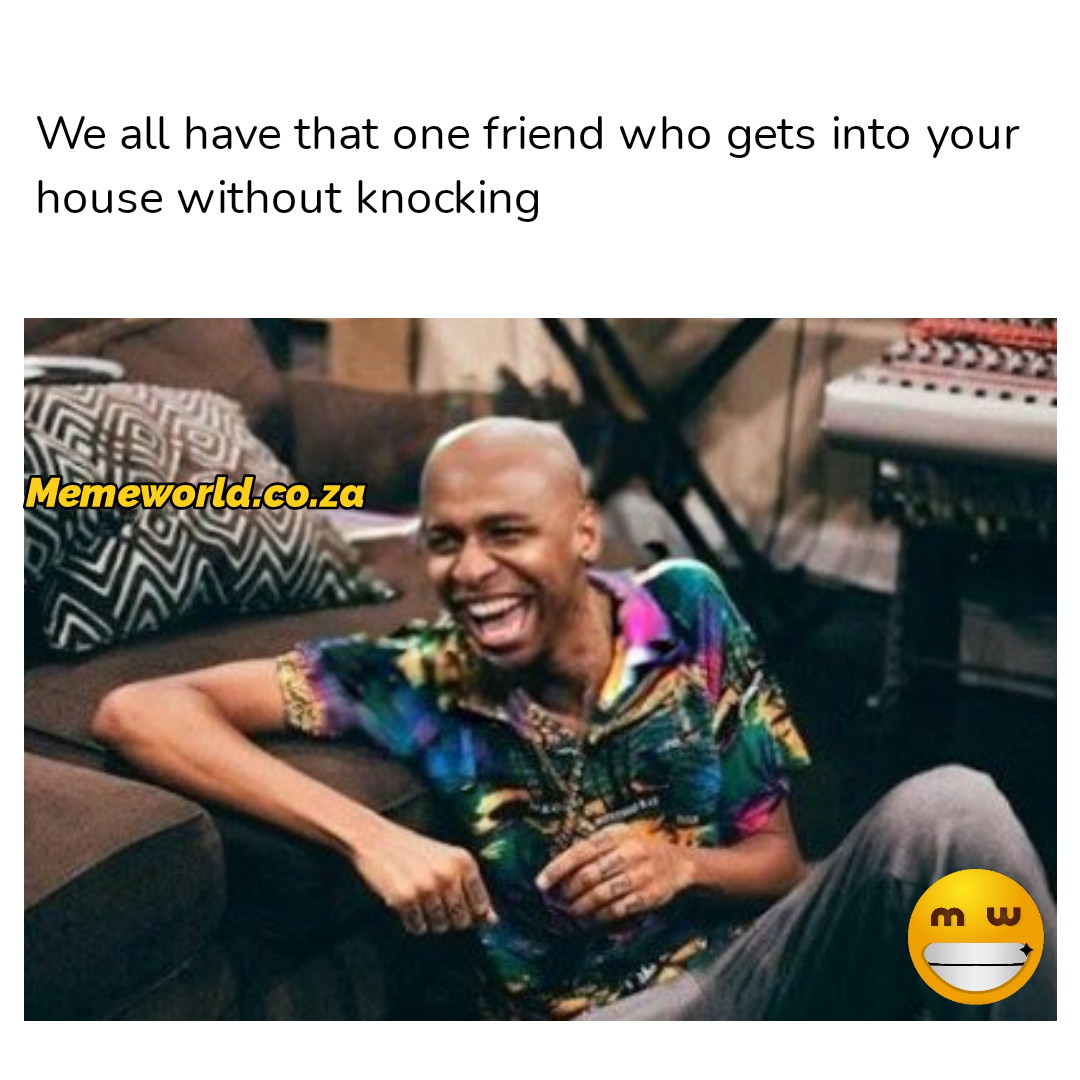 We all have that one friend who gets into your
house without knocking
Memeworld.co.za
m w